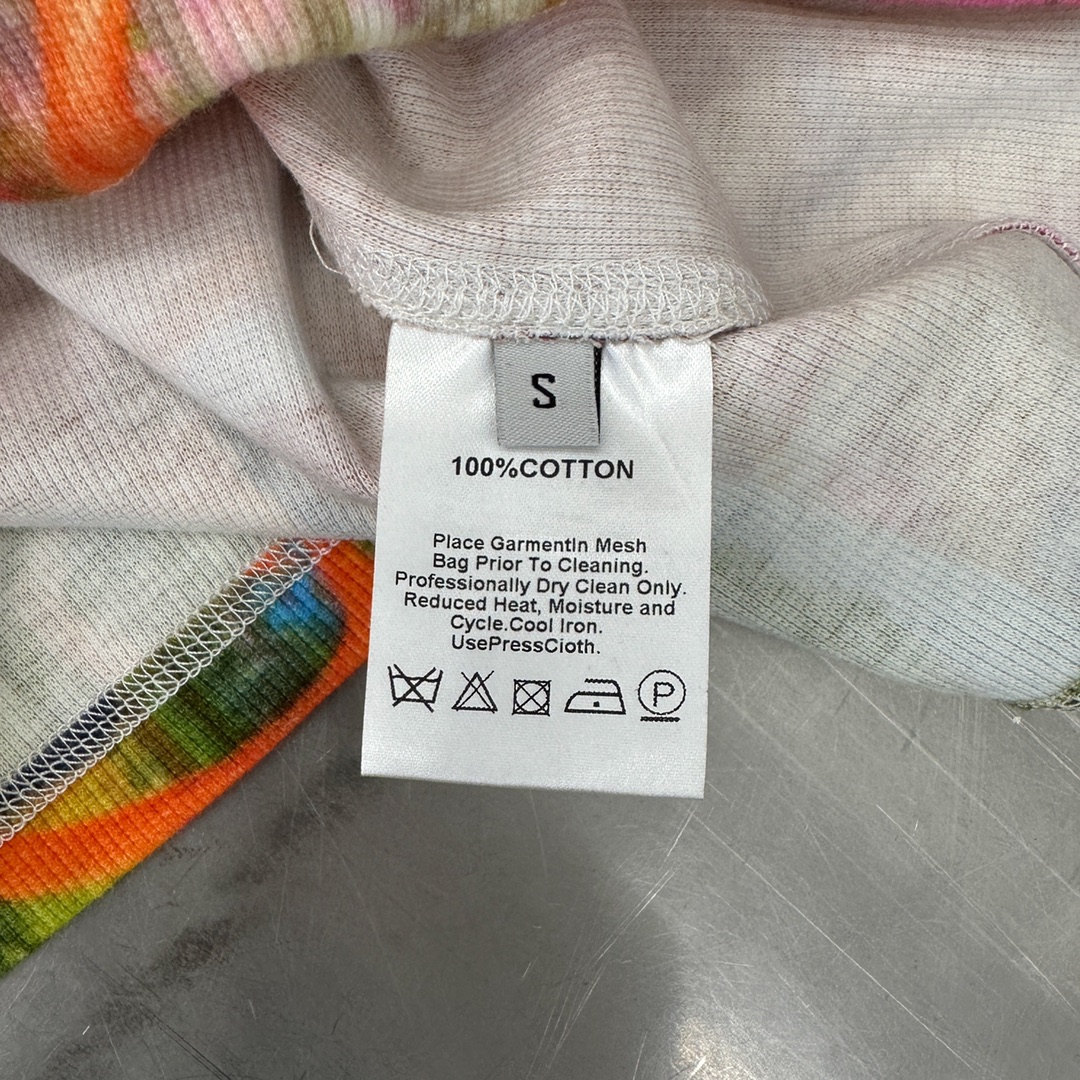 S
100%COTTON
Place GarmentIn Mesh
Bag Prior To Cleaning.
Professionally Dry Clean Only.
Reduced Heat, Moisture and
Cycle.Cool Iron.
UsePressCloth.
P